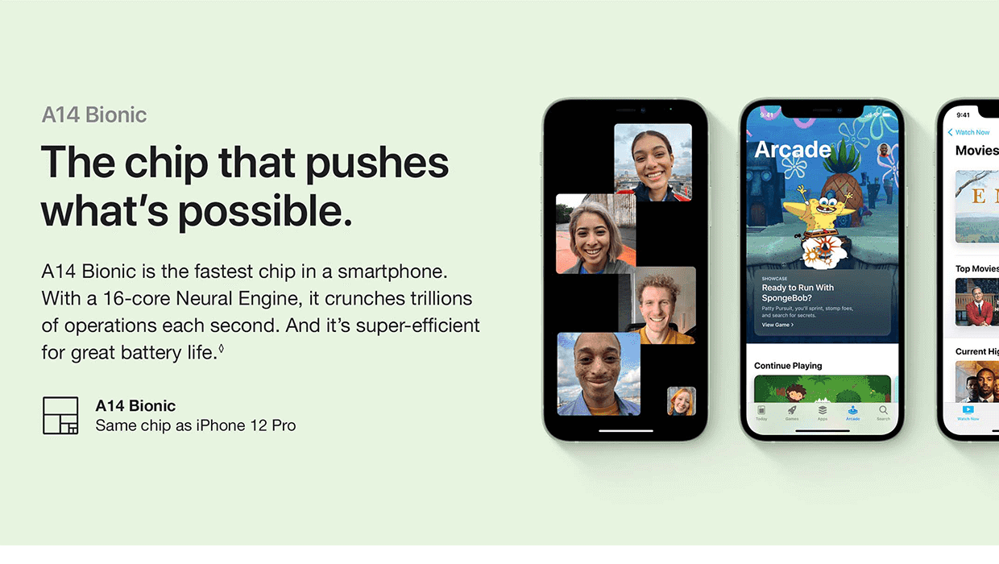 A14 Bionic
The chip that pushes
what's possible.
A14 Bionic is the fastest chip in a smartphone.
With a 16-core Neural Engine, it crunches trillions
of operations each second. And it's super-efficient
for great battery life.◊
A14 Bionic
Same chip as iPhone 12 Pro
9:41
Arcade
SHOWCASE
Ready to Run With
SpongeBob?
Patty Pursuit, you'll sprint, stomp foes,
and search for secrets.
View Game >
Continue Playing
Today Games Apps Arcade Search
9:41
< Watch Now
Movies
E
Top Movies
Current Hig
Watch Now